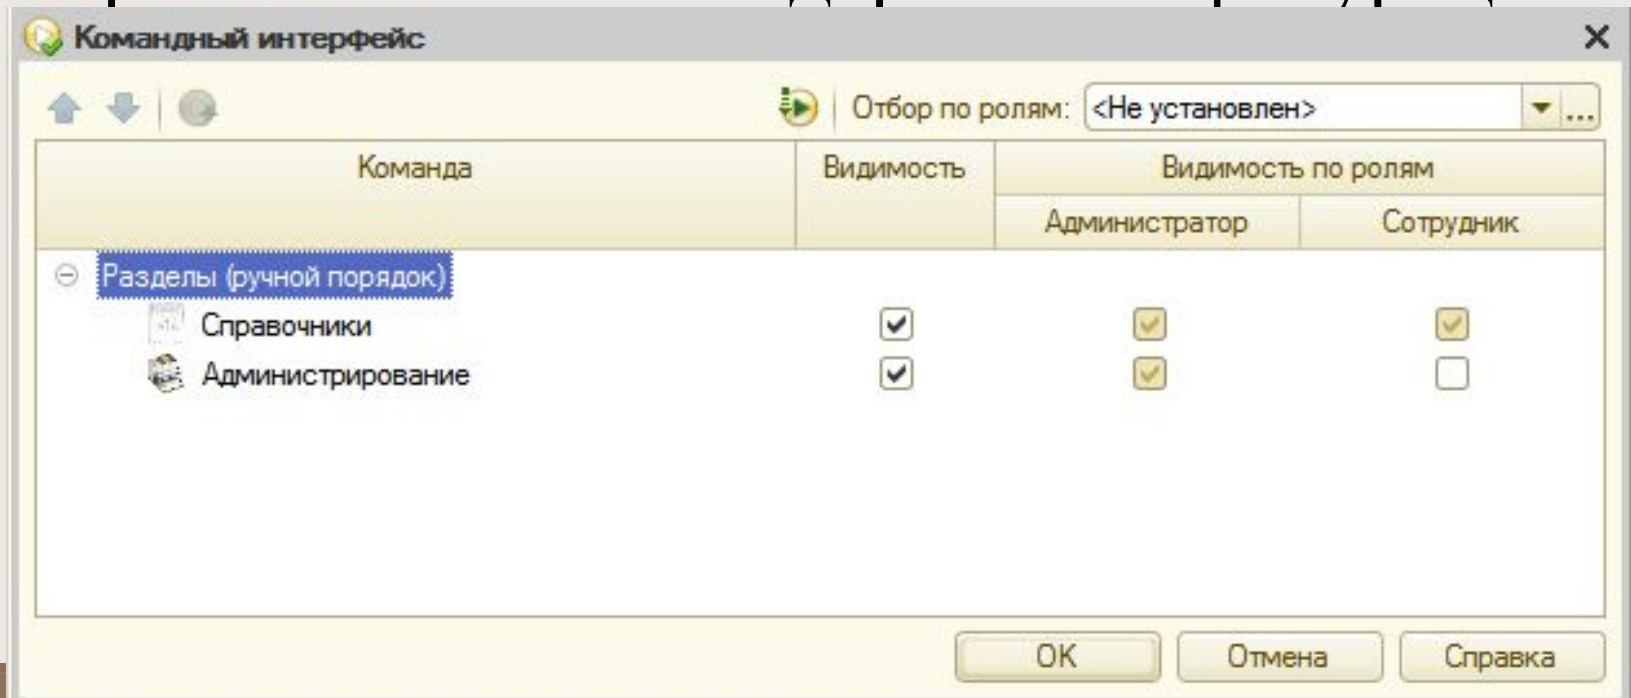 Командный интерфейс
Отбор по ролям: <Не установлен>
Команда Видимость Видимость по ролям
Администратор Сотрудник
Разделы (ручной порядок)
Справочники
Администрирование
ОК Отмена Справка